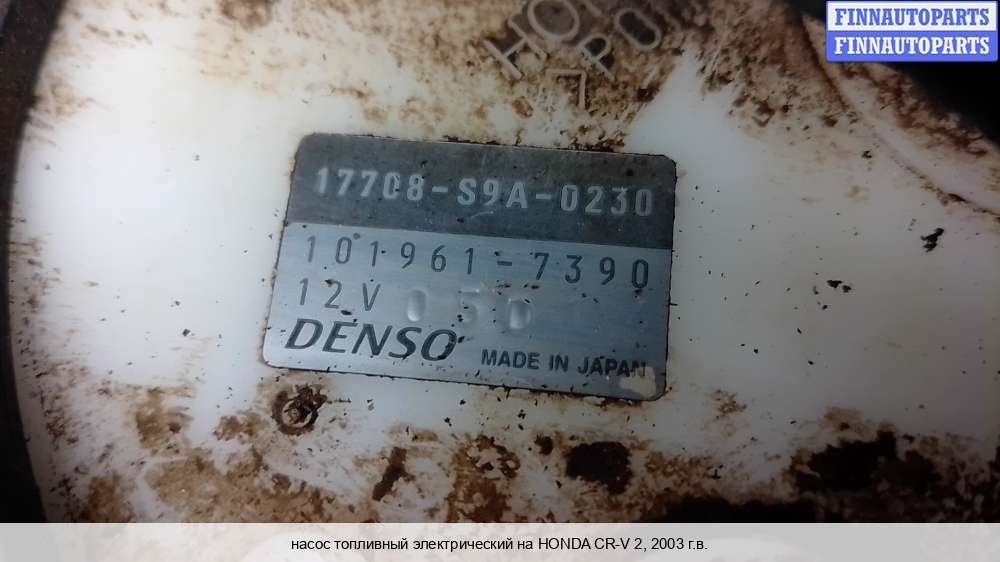 FINNAUTOPARTS
FINNAUTOPARTS
17708-S9A-0230
101961-7390
12V 05D
DENSO MADE IN JAPAN
насос топливный электрический на HONDA CR-V 2, 2003 г.в.